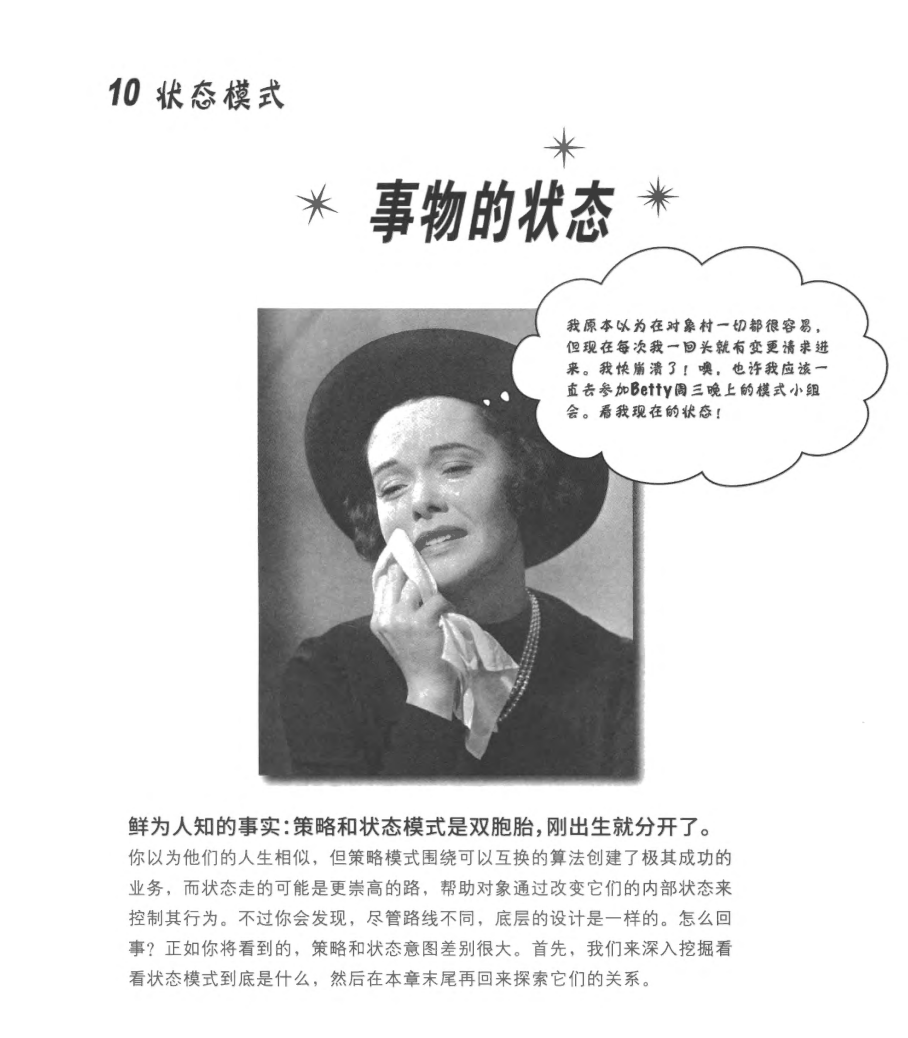 10 状态模式
事物的状态
我原本以为在对象村一切都很容易，
但现在每次我一回头就有变更请求进
来。我快崩溃了！噢，也许我应该一
直去参加Betty周三晚上的模式小组
会。看我现在的状态！
鲜为人知的事实：策略和状态模式是双胞胎，刚出生就分开了。
你以为他们的人生相似，但策略模式围绕可以互换的算法创建了极其成功的
业务，而状态走的可能是更崇高的路，帮助对象通过改变它们的内部状态来
控制其行为。不过你会发现，尽管路线不同，底层的设计是一样的。怎么回
事？正如你将看到的，策略和状态意图差别很大。首先，我们来深入挖掘看
看状态模式到底是什么，然后在本章末尾再回来探索它们的关系。